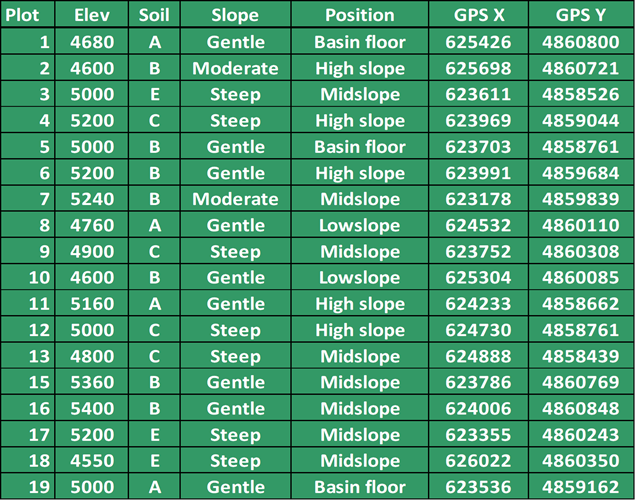 Plot Elev Soil Slope Position GPS X GPS Y
1 4680 A Gentle Basin floor 625426 4860800
2 4600 B Moderate High slope 625698 4860721
3 5000 E Steep Midslope 623611 4858526
4 5200 C Steep High slope 623969 4859044
5 5000 B Gentle Basin floor 623703 4858761
6 5200 B Gentle High slope 623991 4859684
7 5240 B Moderate Midslope 623178 4859839
8 4760 A Gentle Lowslope 624532 4860110
9 4900 C Steep Midslope 623752 4860308
10 4600 B Gentle Lowslope 625304 4860085
11 5160 A Gentle High slope 624233 4858662
12 5000 C Steep High slope 624730 4858761
13 4800 C Steep Midslope 624888 4858439
15 5360 B Gentle Midslope 623786 4860769
16 5400 B Gentle Midslope 624006 4860848
17 5200 E Steep Midslope 623355 4860243
18 4550 E Steep Midslope 626022 4860350
19 5000 A Gentle Basin floor 623536 4859162